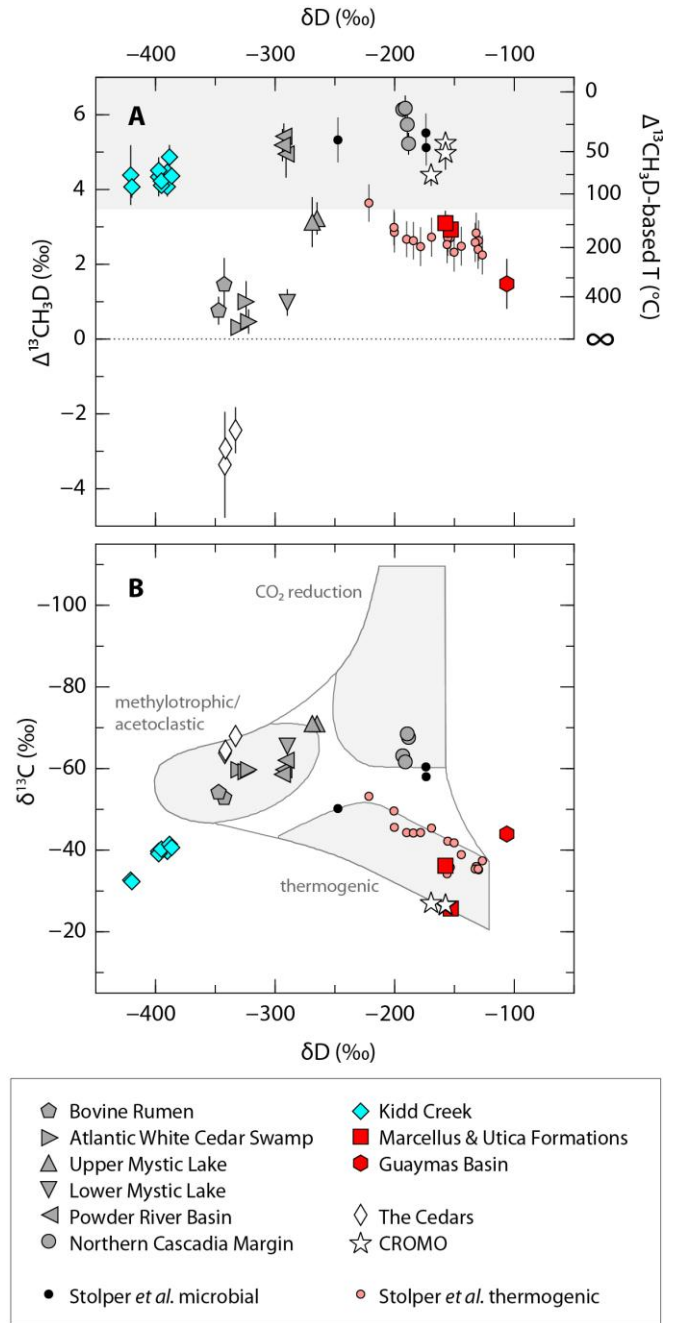 δD (‰)
−400 −300 −200 −100
A
6
4
2
0
−2
−4
Δ¹³CH₃D (‰)
0
50
100
200
400
∞
Δ¹³CH₃D-based T (°C)
B
CO₂ reduction
methylotrophic/
acetoclastic
thermogenic
−100
−80
−60
−40
−20
δ¹³C (‰)
−400 −300 −200 −100
δD (‰)
Bovine Rumen
Atlantic White Cedar Swamp
Upper Mystic Lake
Lower Mystic Lake
Powder River Basin
Northern Cascadia Margin
Stolper et al. microbial
Kidd Creek
Marcellus & Utica Formations
Guaymas Basin
The Cedars
CROMO
Stolper et al. thermogenic